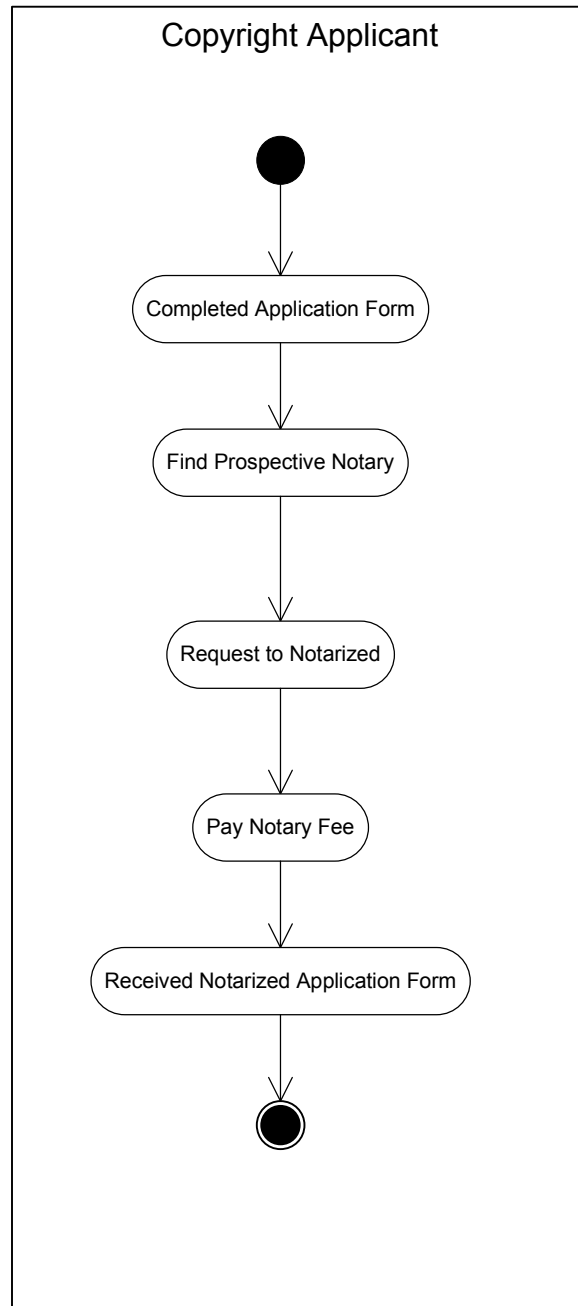 Copyright Applicant
Completed Application Form
Find Prospective Notary
Request to Notarized
Pay Notary Fee
Received Notarized Application Form